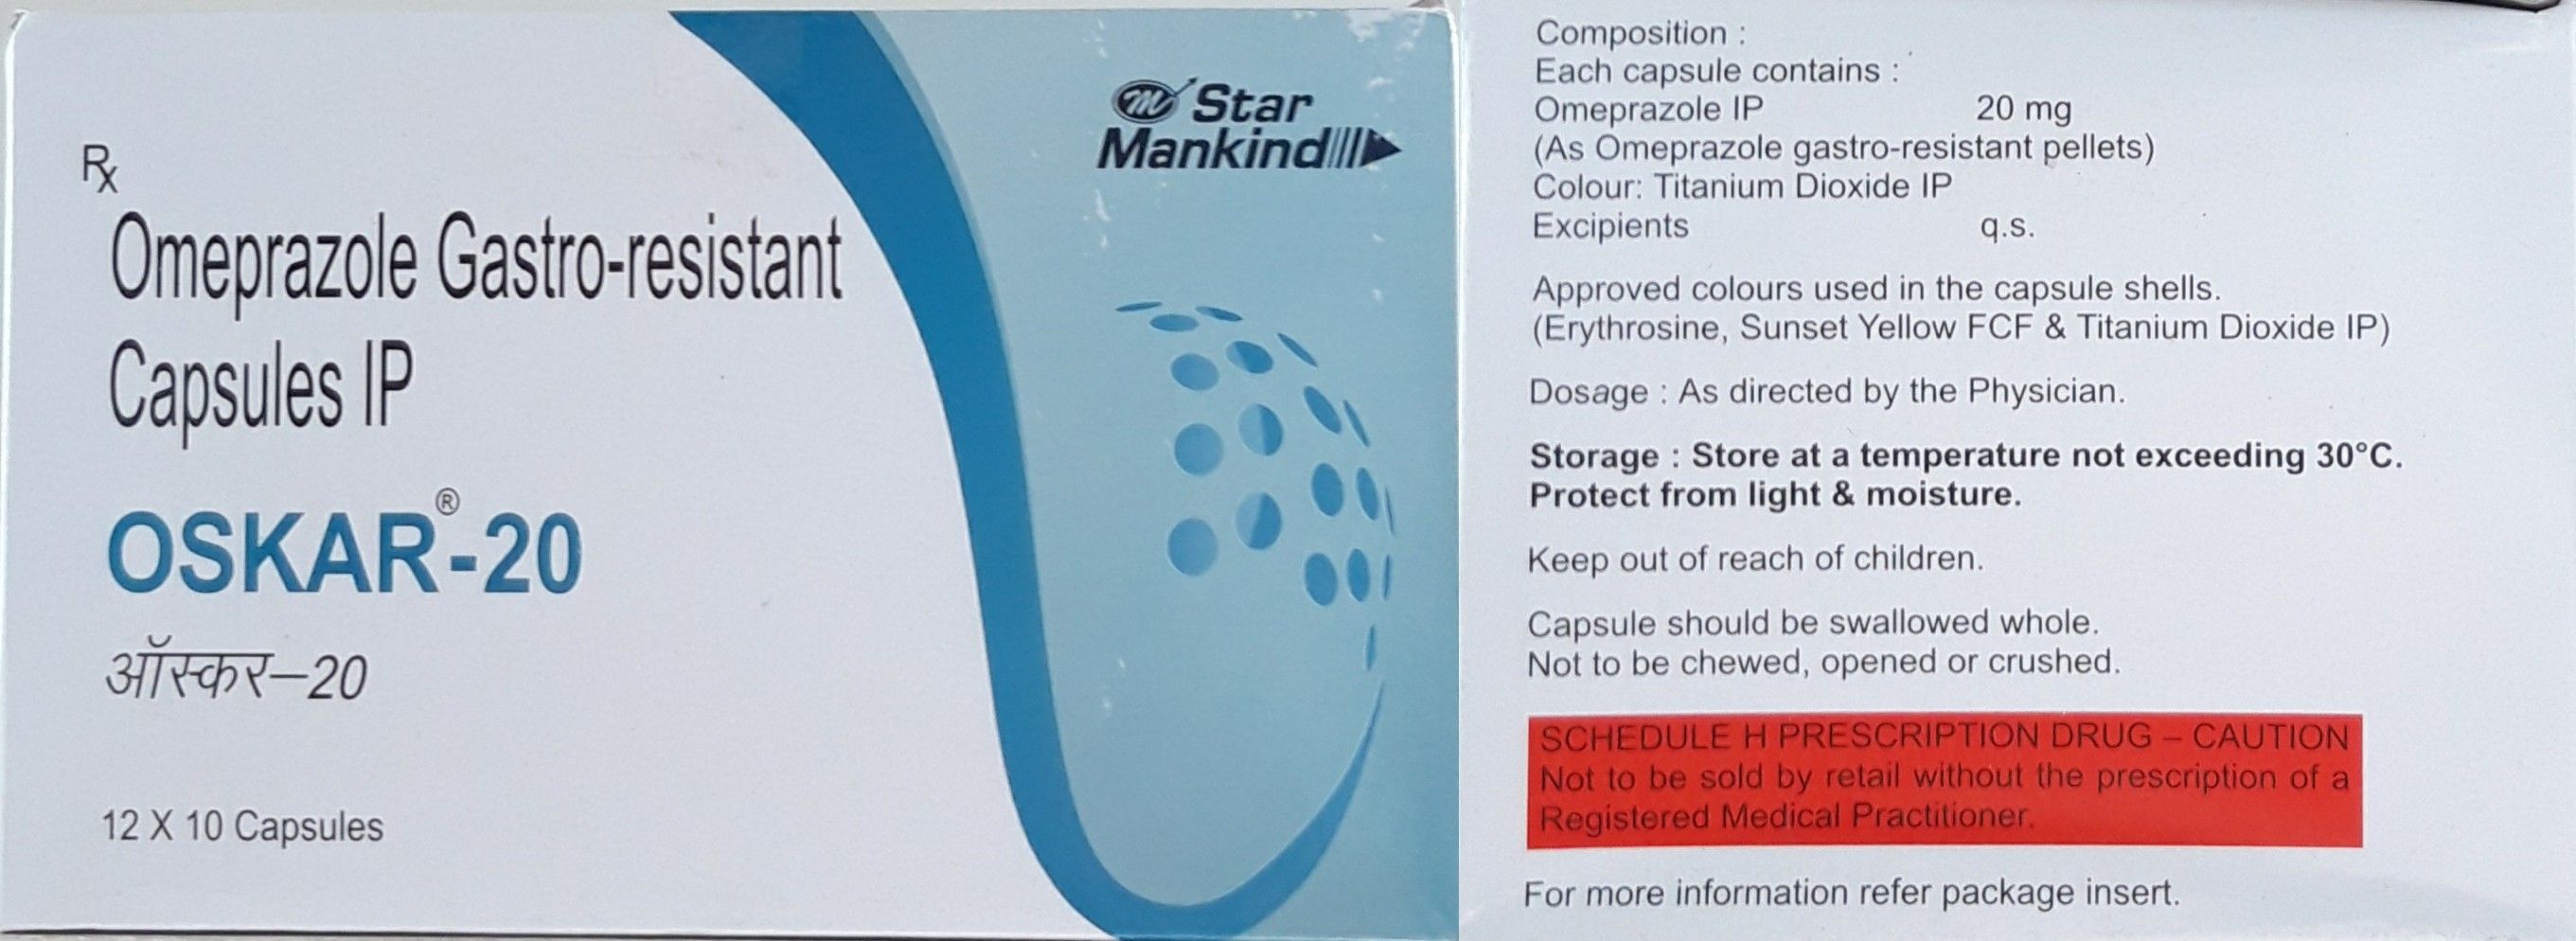 Rx
Omeprazole Gastro-resistant
Capsules IP
OSKAR®-20
ऑस्कर–20
12 X 10 Capsules
m Star
Mankind
Composition :
Each capsule contains :
Omeprazole IP 20 mg
(As Omeprazole gastro-resistant pellets)
Colour: Titanium Dioxide IP
Excipients q.s.
Approved colours used in the capsule shells.
(Erythrosine, Sunset Yellow FCF & Titanium Dioxide IP)
Dosage : As directed by the Physician.
Storage : Store at a temperature not exceeding 30°C.
Protect from light & moisture.
Keep out of reach of children.
Capsule should be swallowed whole.
Not to be chewed, opened or crushed.
SCHEDULE H PRESCRIPTION DRUG – CAUTION
Not to be sold by retail without the prescription of a
Registered Medical Practitioner.
For more information refer package insert.